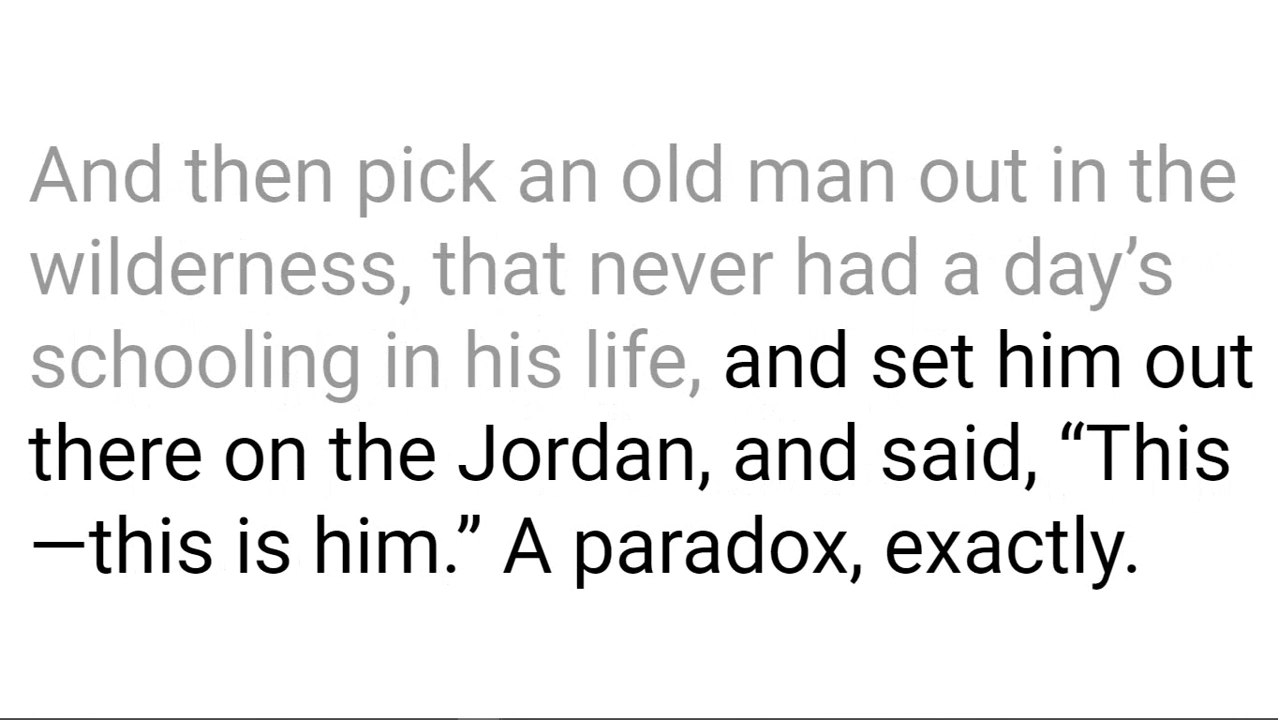 And then pick an old man out in the
wilderness, that never had a day’s
schooling in his life, and set him out
there on the Jordan, and said, “This
—this is him.” A paradox, exactly.